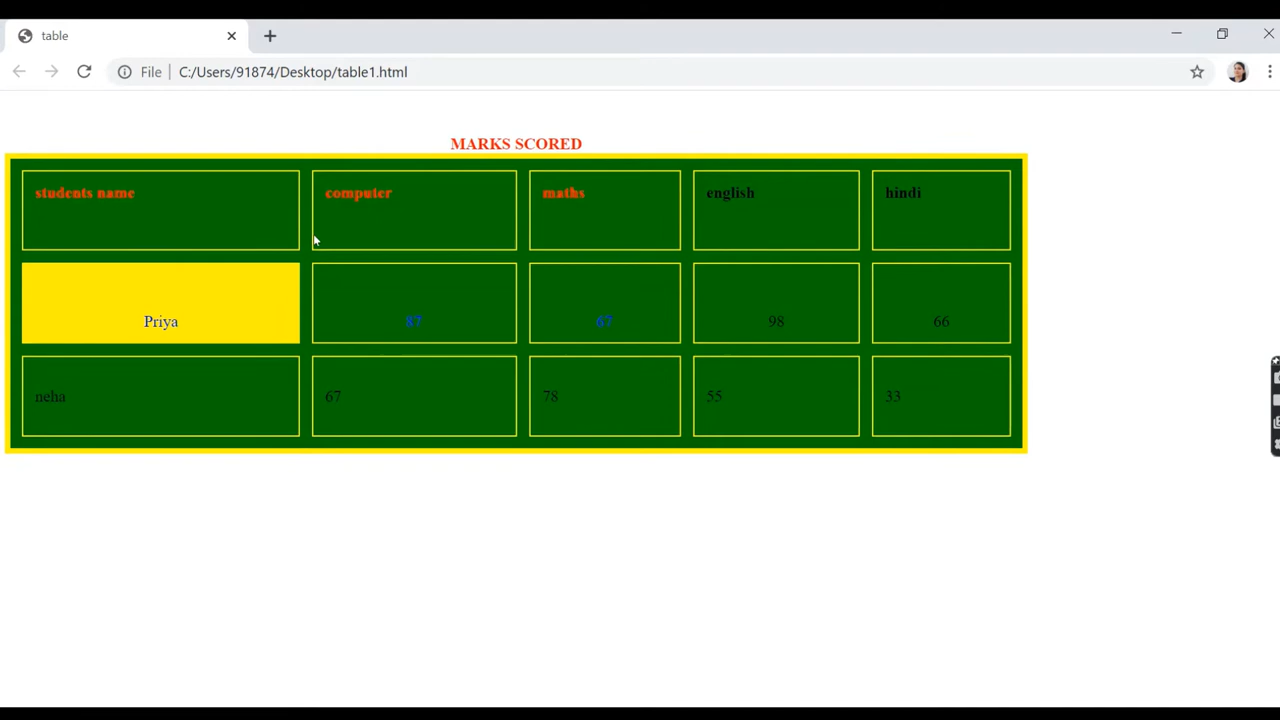 table
File C:/Users/91874/Desktop/table1.html
MARKS SCORED
students name computer maths english hindi
Priya 87 67 98 66
neha 67 78 55 33